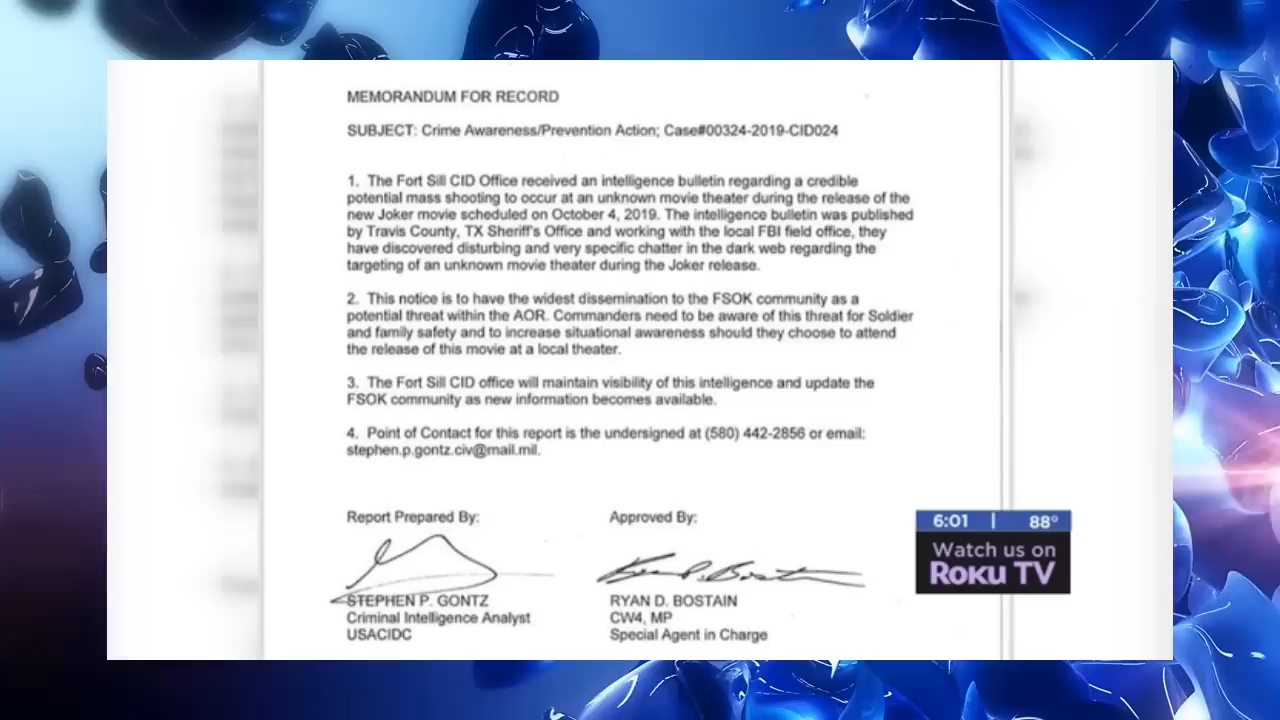 MEMORANDUM FOR RECORD
SUBJECT: Crime Awareness/Prevention Action; Case#00324-2019-CID024
1. The Fort Sill CID Office received an intelligence bulletin regarding a credible
potential mass shooting to occur at an unknown movie theater during the release of the
new Joker movie scheduled on October 4, 2019. The intelligence bulletin was published
by Travis County, TX Sheriff's Office and working with the local FBI field office, they
have discovered disturbing and very specific chatter in the dark web regarding the
targeting of an unknown movie theater during the Joker release.
2. This notice is to have the widest dissemination to the FSOK community as a
potential threat within the AOR. Commanders need to be aware of this threat for Soldier
and family safety and to increase situational awareness should they choose to attend
the release of this movie at a local theater.
3. The Fort Sill CID office will maintain visibility of this intelligence and update the
FSOK community as new information becomes available.
4. Point of Contact for this report is the undersigned at (580) 442-2856 or email:
stephen.p.gontz.civ@mail.mil.
Report Prepared By:
Approved By:
STEPHEN P. GONTZ
Criminal Intelligence Analyst
USACIDC
RYAN D. BOSTAIN
CW4, MP
Special Agent in Charge
6:01 | 88°
Watch us on
Roku TV